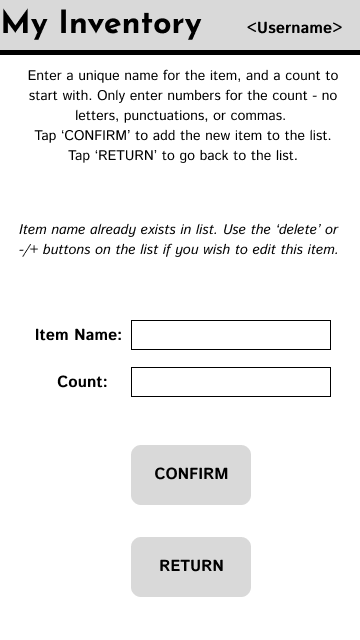 My Inventory <Username>
Enter a unique name for the item, and a count to
start with. Only enter numbers for the count - no
letters, punctuations, or commas.
Tap ‘CONFIRM’ to add the new item to the list.
Tap ‘RETURN’ to go back to the list.
Item name already exists in list. Use the ‘delete’ or
-/+ buttons on the list if you wish to edit this item.
Item Name:
Count:
CONFIRM
RETURN